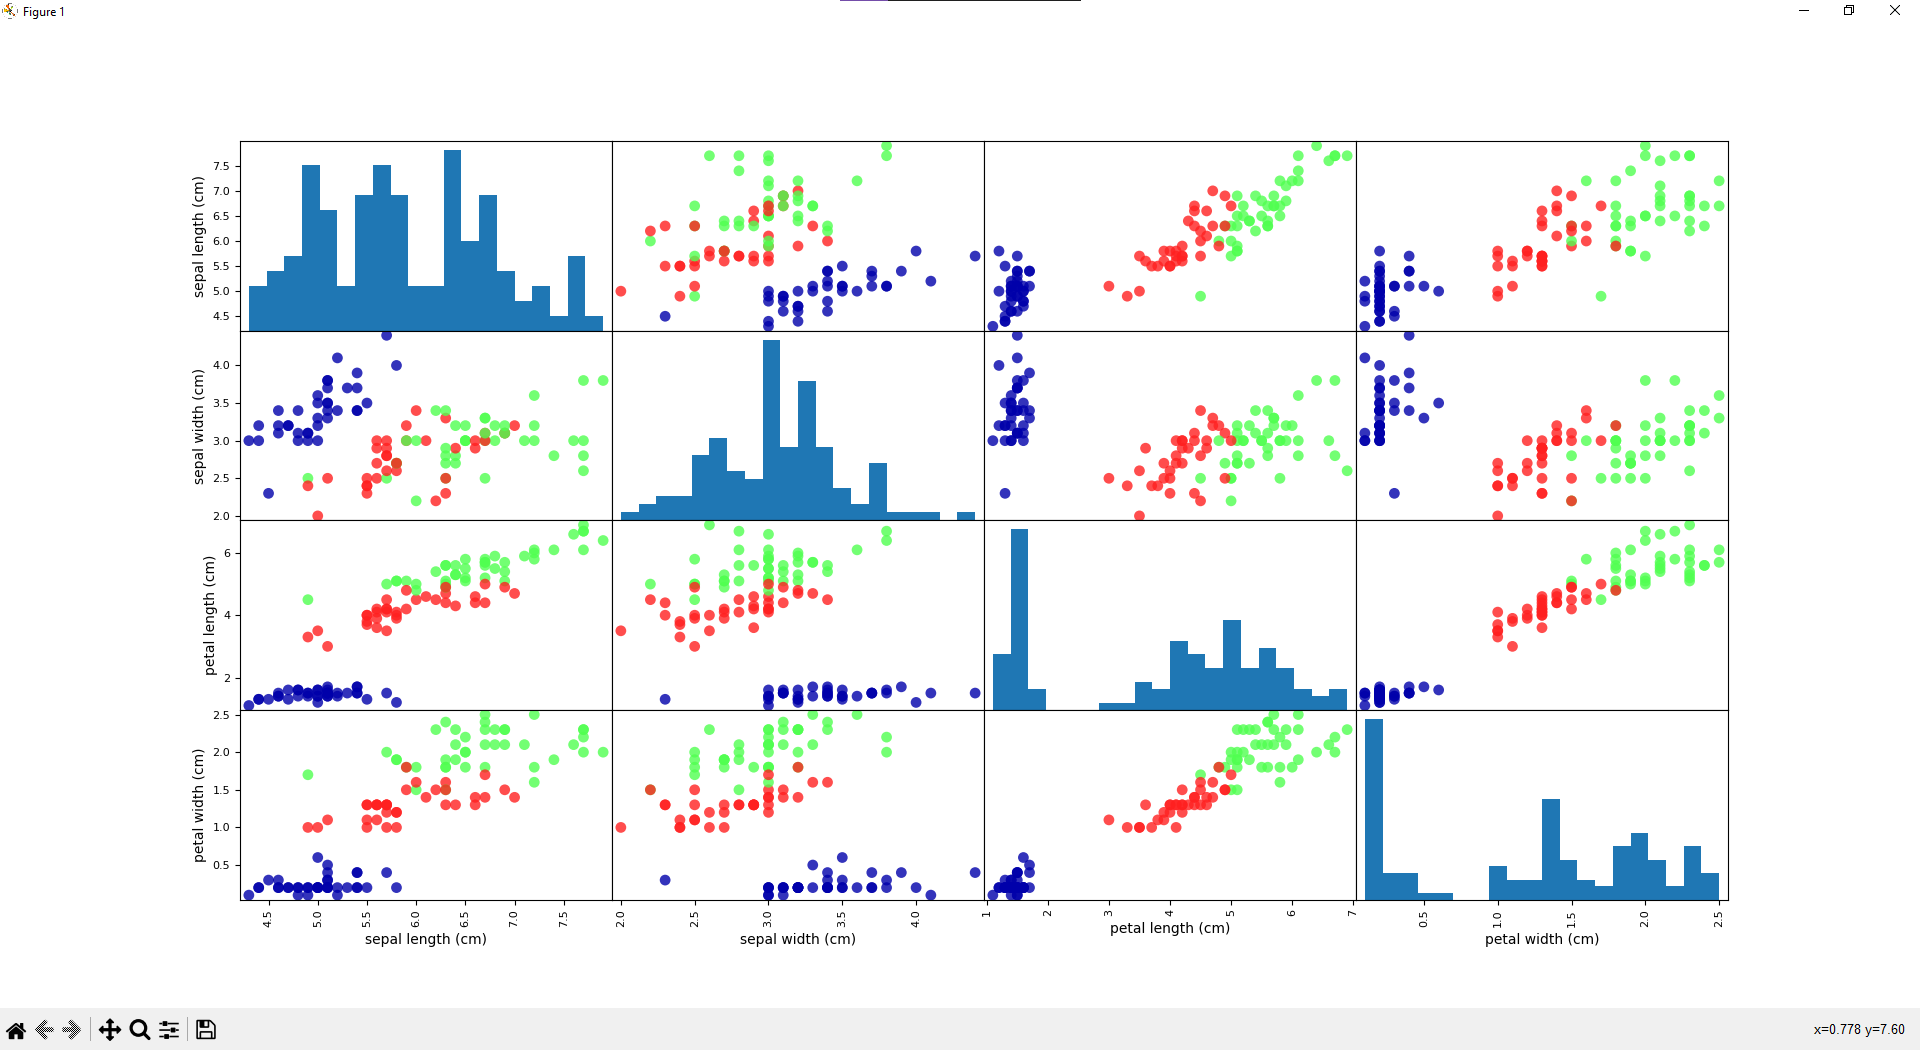 Figure 1
sepal length (cm)
7.5
7.0
6.5
6.0
5.5
5.0
4.5
sepal width (cm)
4.0
3.5
3.0
2.5
2.0
petal length (cm)
6
4
2
petal width (cm)
2.5
2.0
1.5
1.0
0.5
4.5 5.0 5.5 6.0 6.5 7.0 7.5 2.0 2.5 3.0 3.5 4.0 1 2 3 4 5 6 7 0.5 1.0 1.5 2.0 2.5
sepal length (cm) sepal width (cm) petal length (cm) petal width (cm)
x=0.778 y=7.60